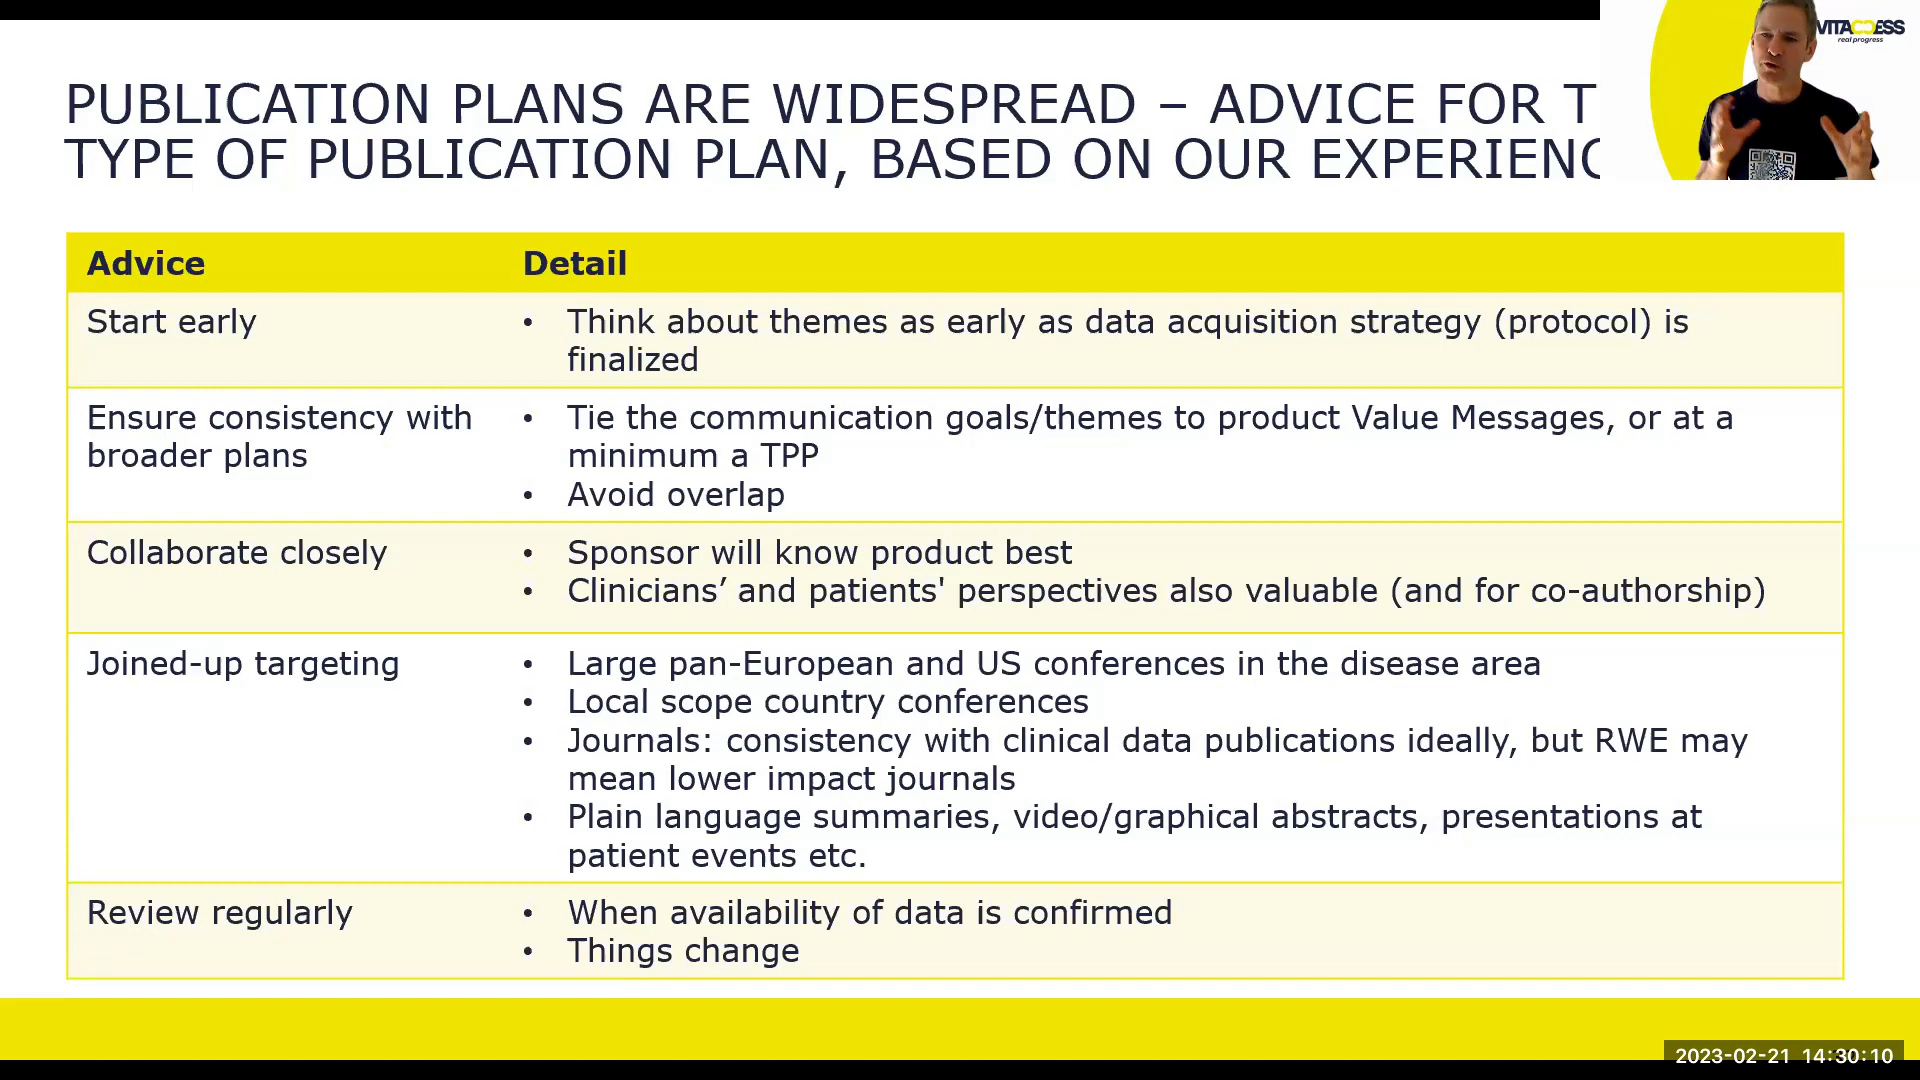 VITACCESS
real progress
PUBLICATION PLANS ARE WIDESPREAD – ADVICE FOR T
TYPE OF PUBLICATION PLAN, BASED ON OUR EXPERIENC
Advice
Detail
Start early
• Think about themes as early as data acquisition strategy (protocol) is
finalized
Ensure consistency with
broader plans
• Tie the communication goals/themes to product Value Messages, or at a
minimum a TPP
• Avoid overlap
Collaborate closely
• Sponsor will know product best
• Clinicians’ and patients' perspectives also valuable (and for co-authorship)
Joined-up targeting
• Large pan-European and US conferences in the disease area
• Local scope country conferences
• Journals: consistency with clinical data publications ideally, but RWE may
mean lower impact journals
• Plain language summaries, video/graphical abstracts, presentations at
patient events etc.
Review regularly
• When availability of data is confirmed
• Things change
2023-02-21 14:30:10